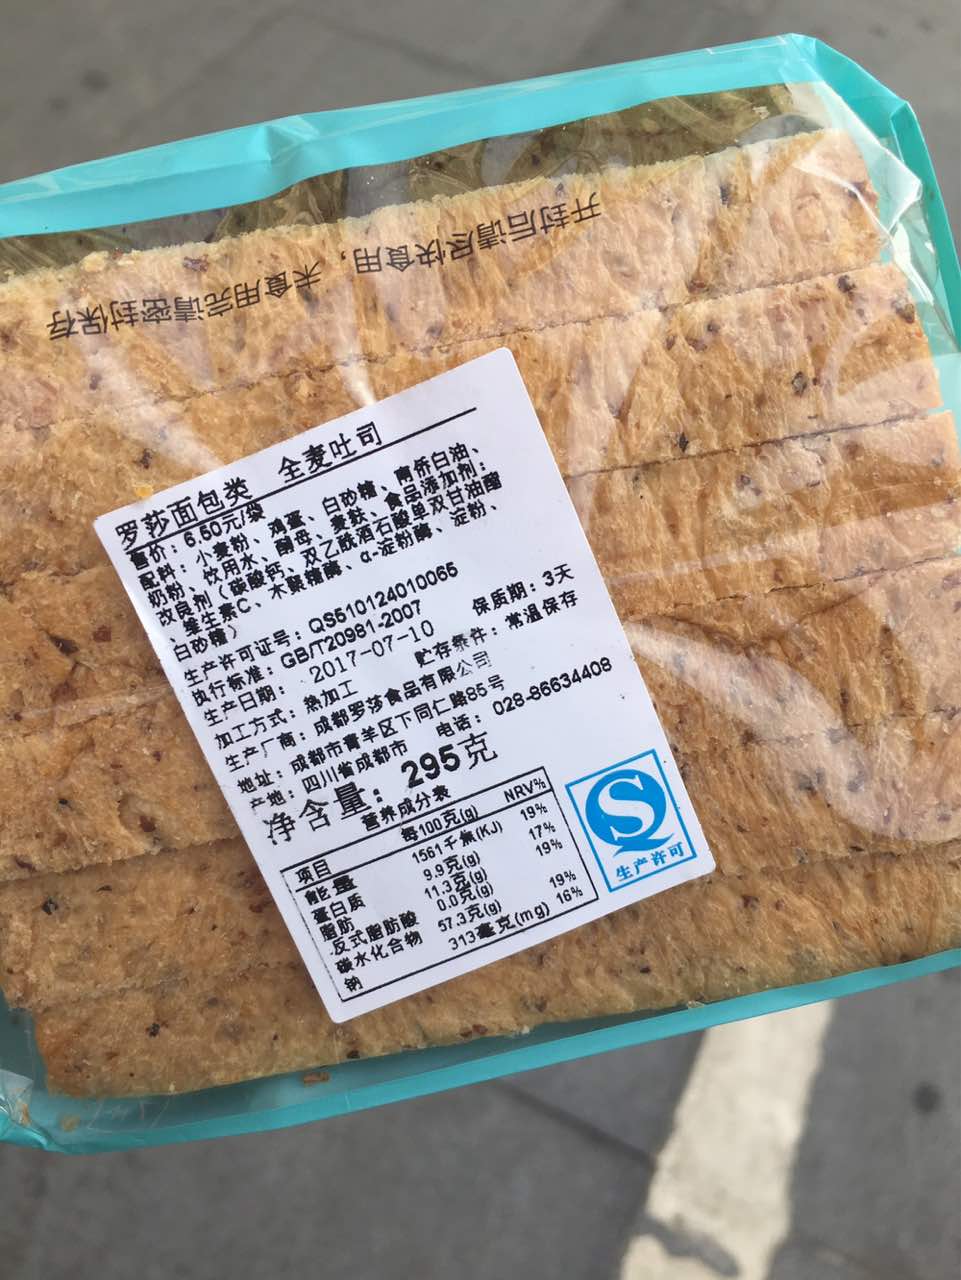 开封后请尽快食用，未食用完请密封保存
罗莎面包类 全麦吐司
售价：6.50元/袋
配料：小麦粉、鸡蛋、白砂糖、南侨白油、
奶粉、饮用水、酵母、麦麸、食品添加剂：
改良剂（碳酸钙、双乙酰酒石酸单双甘油酯
、维生素C、木聚糖酶、α-淀粉酶、淀粉、
白砂糖）
生产许可证号：QS510124010065
执行标准：GB/T20981-2007
生产日期：2017-07-10 保质期：3天
加工方式：热加工 贮存条件：常温保存
生产厂商：成都罗莎食品有限公司
地址：成都市青羊区下同仁路85号
产地：四川省成都市 电话：028-86634408
净含量：295克
营养成分表
项目 每100克(g) NRV%
能量 1561千焦(KJ) 19%
蛋白质 9.9克(g) 17%
脂肪 11.3克(g) 19%
反式脂肪酸 0.0克(g)
碳水化合物 57.3克(g) 19%
钠 313毫克(mg) 16%
生产许可